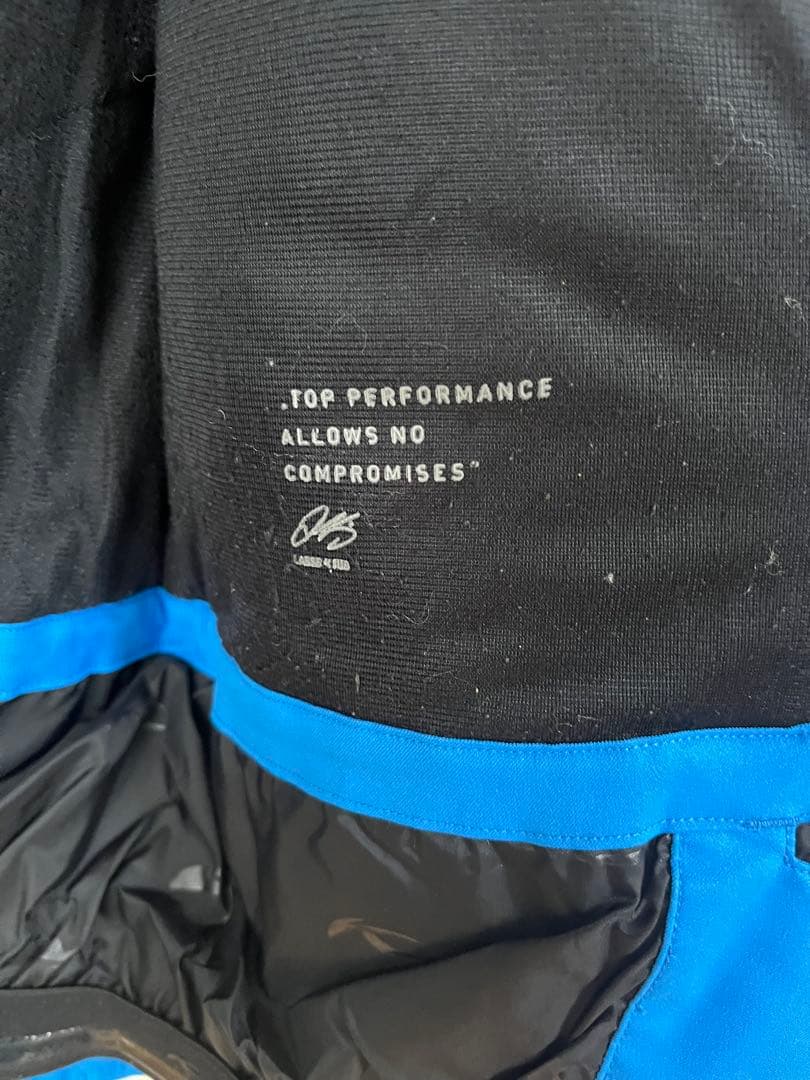 .TOP PERFORMANCE
ALLOWS NO
COMPROMISES"